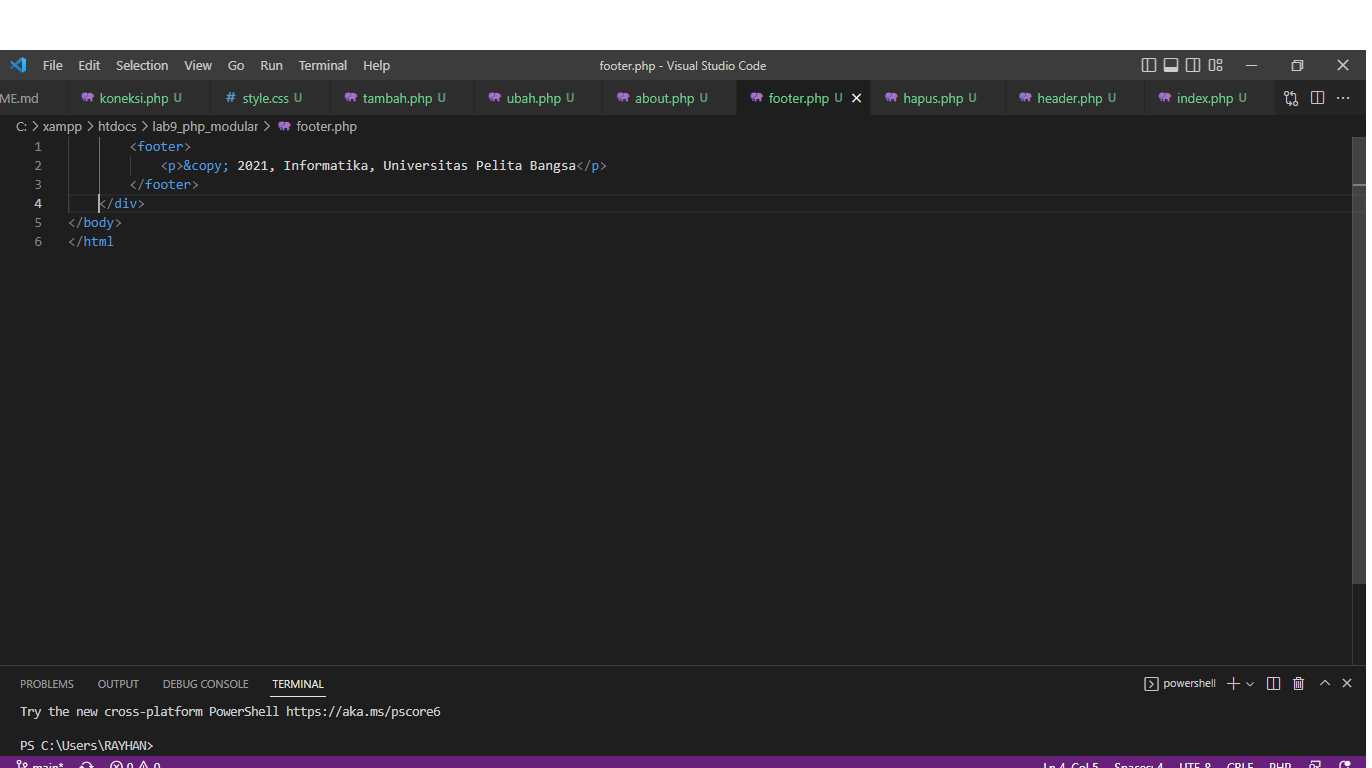 File Edit Selection View Go Run Terminal Help footer.php - Visual Studio Code
ME.md koneksi.php U # style.css U tambah.php U ubah.php U about.php U footer.php U hapus.php U header.php U index.php U
C: > xampp > htdocs > lab9_php_modular > footer.php
1 <footer>
2 <p>&copy; 2021, Informatika, Universitas Pelita Bangsa</p>
3 </footer>
4 </div>
5 </body>
6 </html
PROBLEMS OUTPUT DEBUG CONSOLE TERMINAL powershell
Try the new cross-platform PowerShell https://aka.ms/pscore6
PS C:\Users\RAYHAN>
main* 0 0 Ln 4, Col 5 Spaces: 4 UTF-8 CRLF PHP